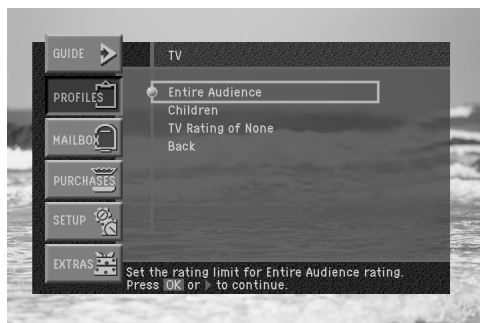 GUIDE
TV
PROFILES
Entire Audience
Children
TV Rating of None
Back
MAILBOX
PURCHASES
SETUP
EXTRAS
Set the rating limit for Entire Audience rating.
Press OK or to continue.